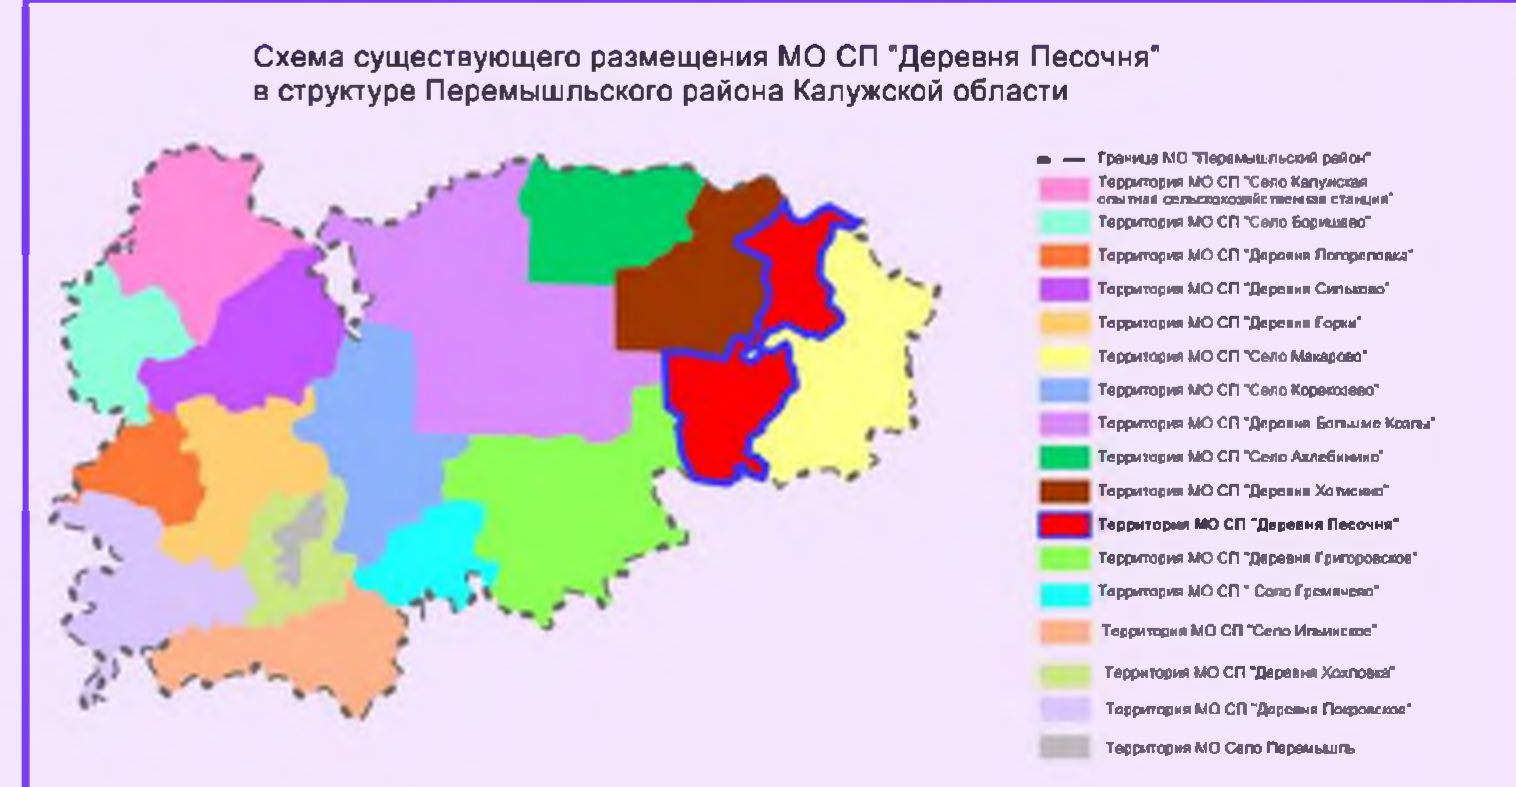 Схема существующего размещения МО СП "Деревня Песочня"
в структуре Перемышльского района Калужской области
Граница МО "Перемышльский район"
Территория МО СП "Село Калужская
опытная сельскохозяйственная станция"
Территория МО СП "Село Борищево"
Территория МО СП "Деревня
Территория МО СП "Деревня Сильково"
Территория МО СП "Деревня Горки"
Территория МО СП "Село Макарово"
Территория МО СП "Село Корекозево"
Территория МО СП "Деревня Большие Козлы"
Территория МО СП "Село Ахлебинино"
Территория МО СП "Деревня Хотисино"
Территория МО СП "Деревня Песочня"
Территория МО СП "Деревня Григоровское"
Территория МО СП " Село Гремячево"
Территория МО СП "Село Ильинское"
Территория МО СП "Деревня Хохловка"
Территория МО СП "Деревня Покровское"
Территория МО Село Перемышль